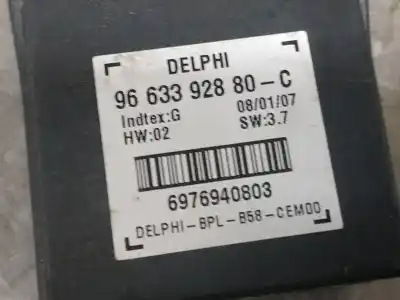 DELPHI
96 633 928 80-C
Indtex:G 08/01/07
HW:02 SW:3.7
6976940803
DELPHI-BPL-B58-CEM00